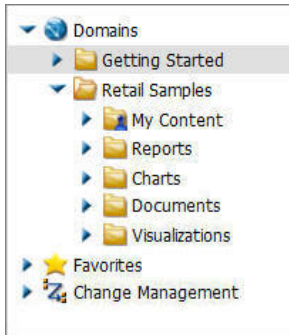 Domains
Getting Started
Retail Samples
My Content
Reports
Charts
Documents
Visualizations
Favorites
Change Management